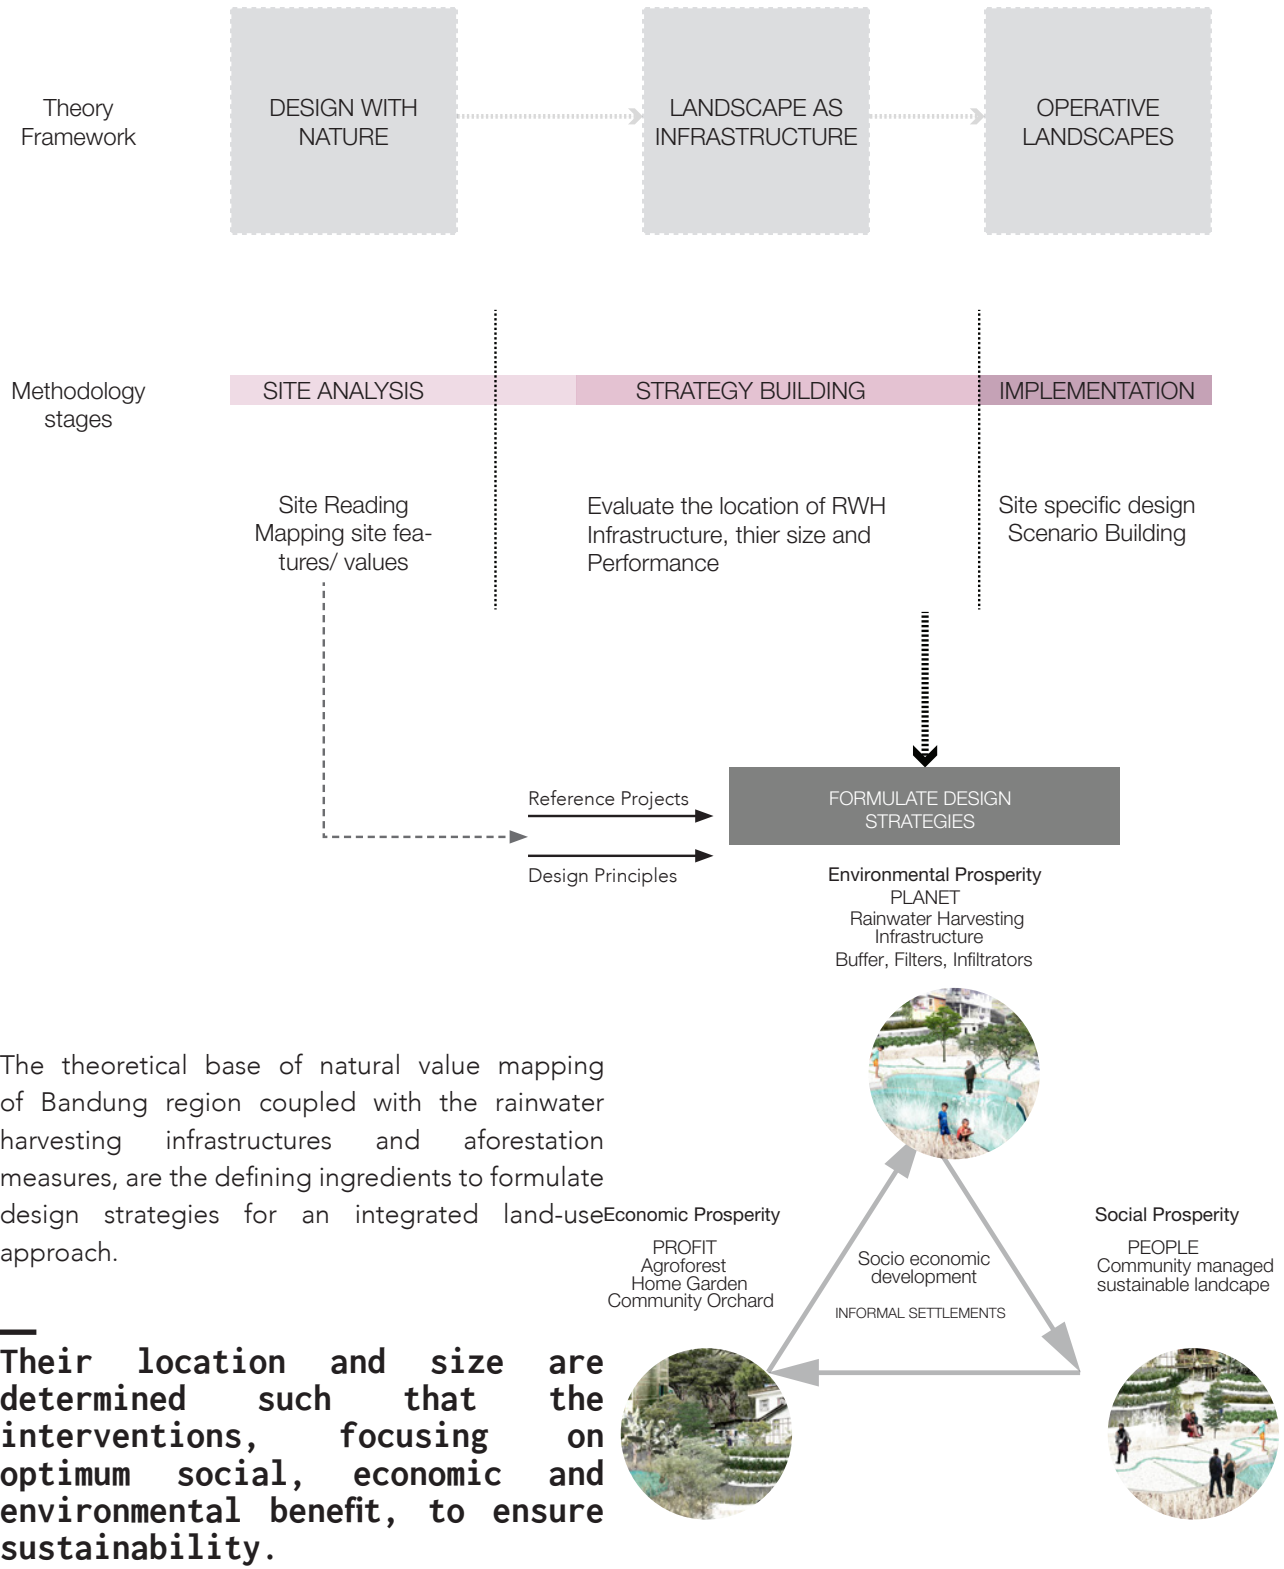 Theory
Framework
DESIGN WITH
NATURE
LANDSCAPE AS
INFRASTRUCTURE
OPERATIVE
LANDSCAPES
Methodology
stages
SITE ANALYSIS
STRATEGY BUILDING
IMPLEMENTATION
Site Reading
Mapping site fea-
tures/ values
Evaluate the location of RWH
Infrastructure, thier size and
Performance
Site specific design
Scenario Building
Reference Projects
Design Principles
FORMULATE DESIGN
STRATEGIES
Environmental Prosperity
PLANET
Rainwater Harvesting
Infrastructure
Buffer, Filters, Infiltrators
The theoretical base of natural value mapping
of Bandung region coupled with the rainwater
harvesting infrastructures and aforestation
measures, are the defining ingredients to formulate
design strategies for an integrated land-use
approach.
Economic Prosperity
PROFIT
Agroforest
Home Garden
Community Orchard
Socio economic
development
INFORMAL SETTLEMENTS
Social Prosperity
PEOPLE
Community managed
sustainable landcape
Their location and size are
determined such that the
interventions, focusing on
optimum social, economic and
environmental benefit, to ensure
sustainability.